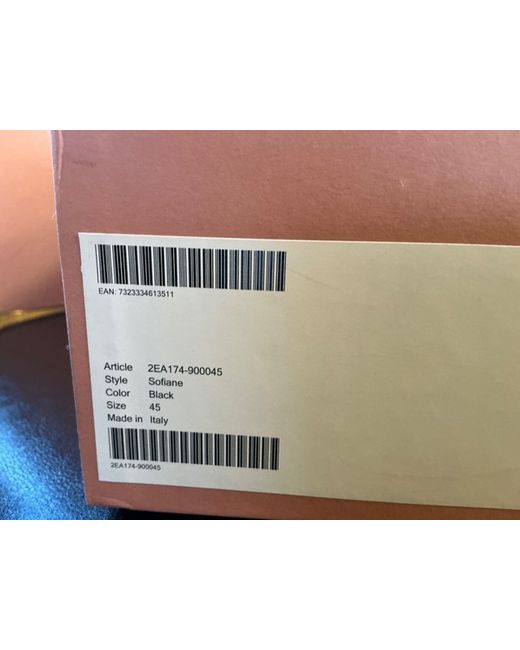 EAN: 7323334613511
Article 2EA174-900045
Style Sofiane
Color Black
Size 45
Made in Italy
2EA174-900045